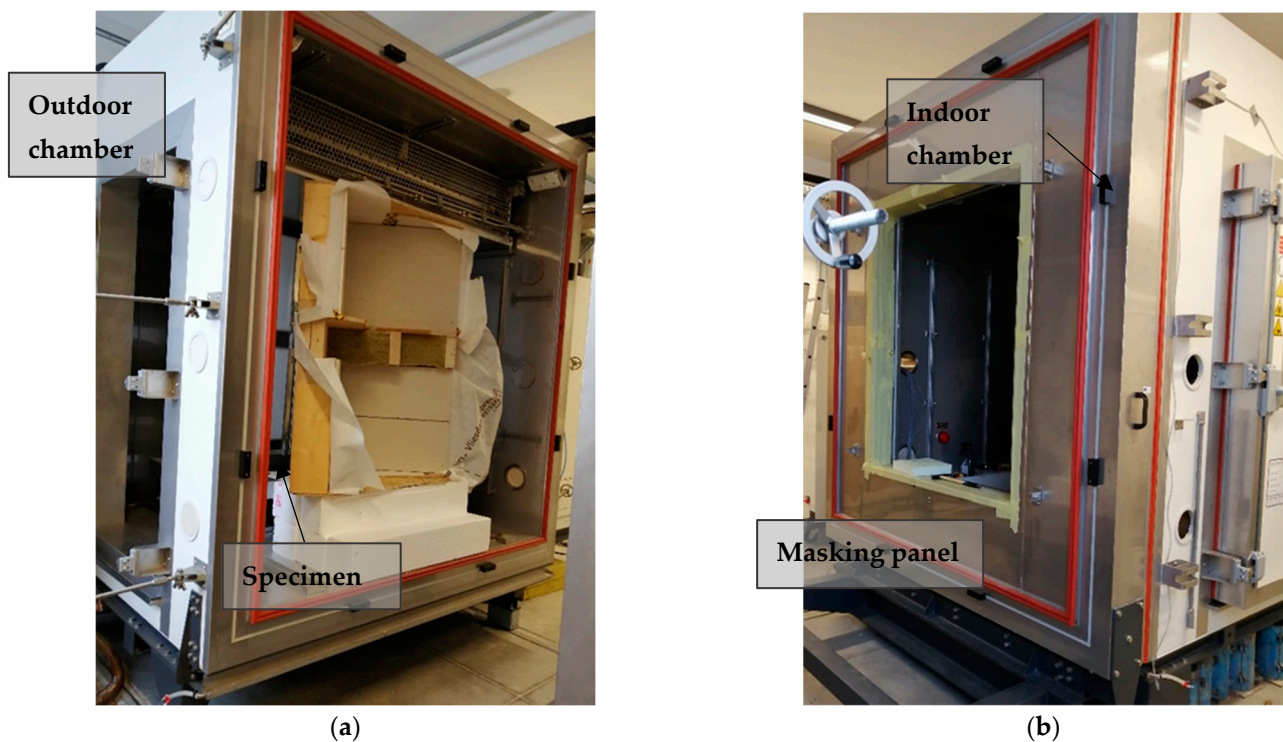 Outdoor
chamber
Specimen
(a)
Indoor
chamber
Masking panel
(b)